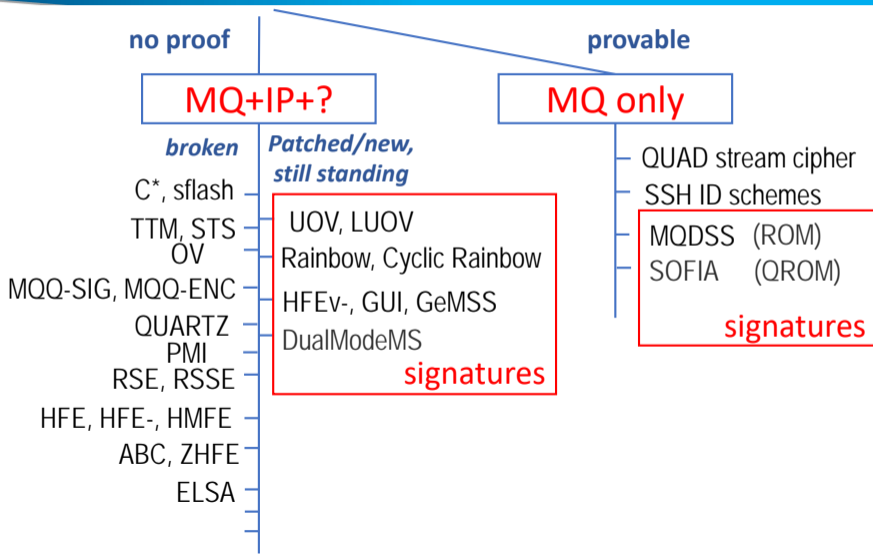 no proof
provable
MQ+IP+?
MQ only
broken
Patched/new,
still standing
C*, sflash
TTM, STS
OV
MQQ-SIG, MQQ-ENC
QUARTZ
PMI
RSE, RSSE
HFE, HFE-, HMFE
ABC, ZHFE
ELSA
UOV, LUOV
Rainbow, Cyclic Rainbow
HFEv-, GUI, GeMSS
DualModeMS
signatures
QUAD stream cipher
SSH ID schemes
MQDSS (ROM)
SOFIA (QROM)
signatures